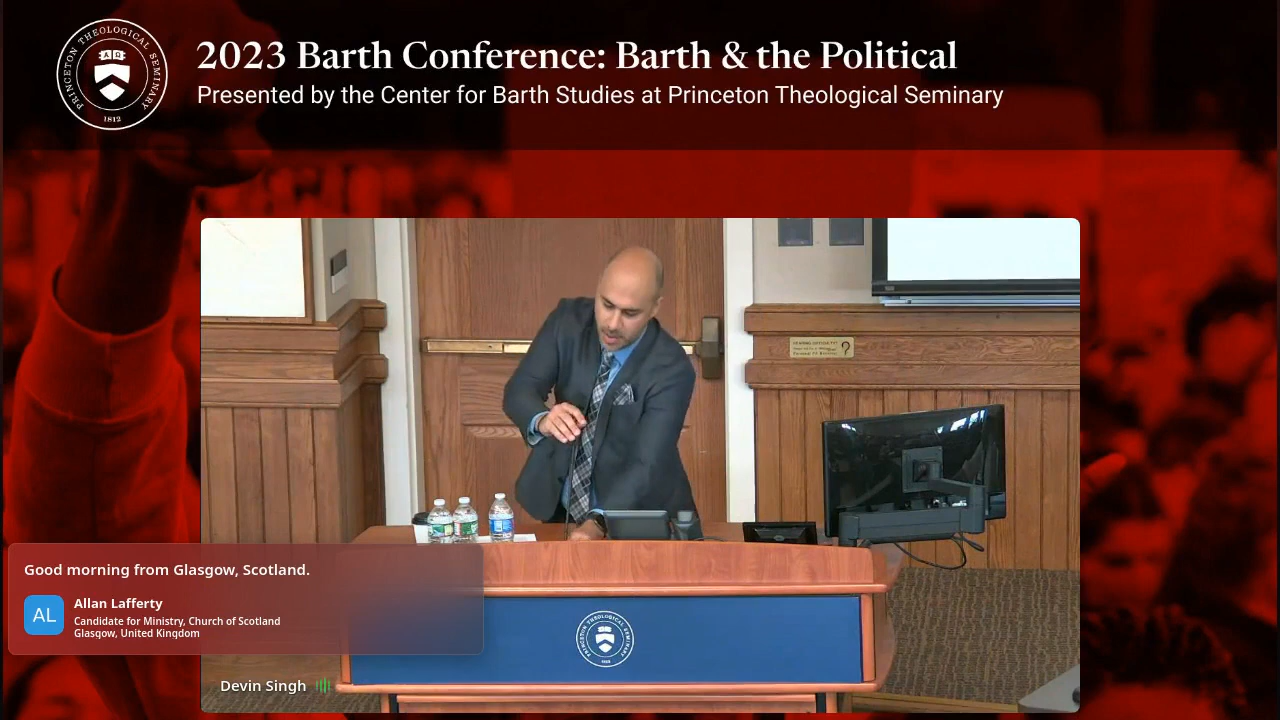 PRINCETON THEOLOGICAL SEMINARY
1812
2023 Barth Conference: Barth & the Political
Presented by the Center for Barth Studies at Princeton Theological Seminary
?
Good morning from Glasgow, Scotland.
AL
Allan Lafferty
Candidate for Ministry, Church of Scotland
Glasgow, United Kingdom
Devin Singh